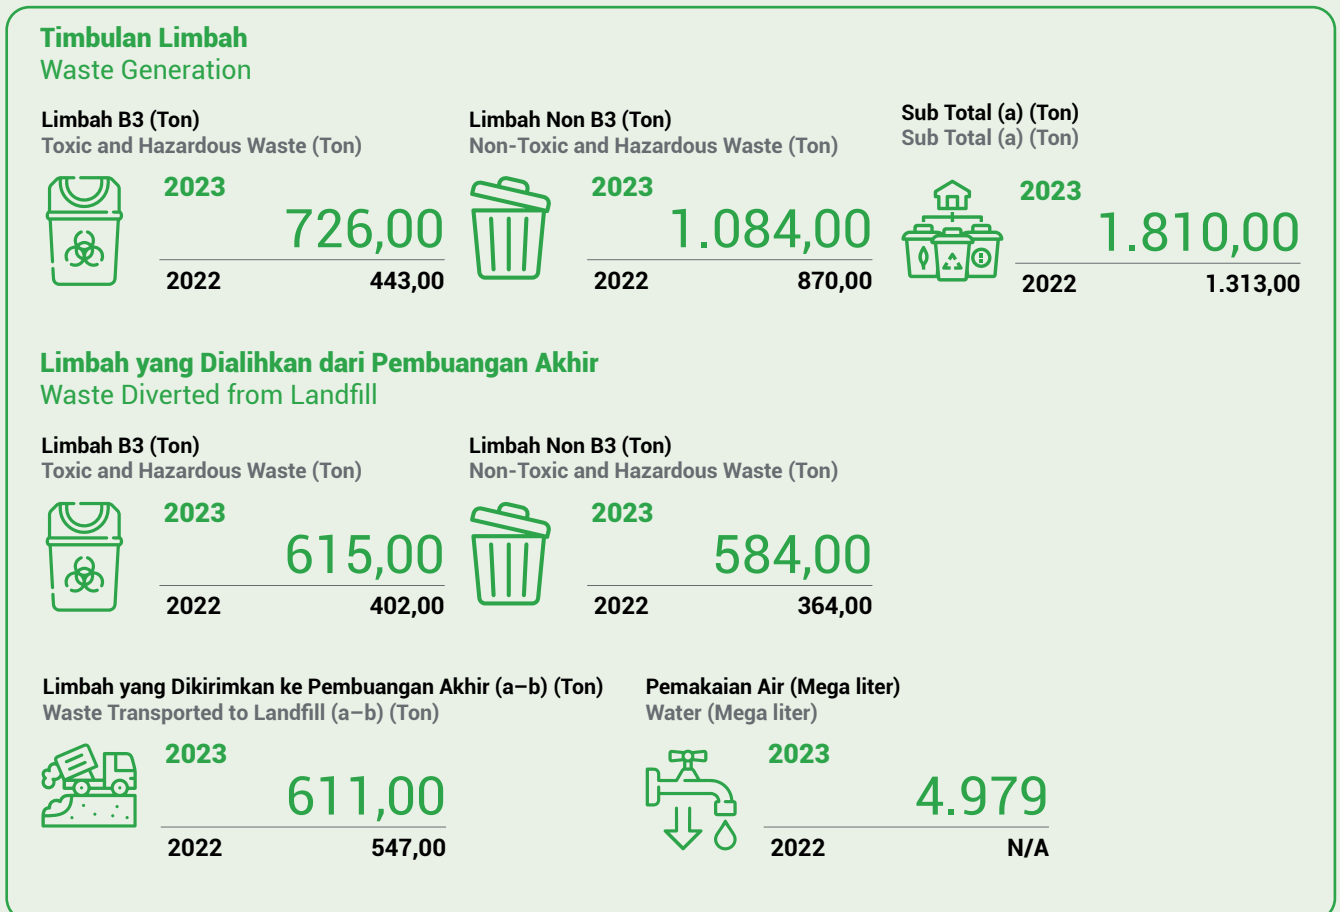 Timbulan Limbah
Waste Generation
Limbah B3 (Ton)
Toxic and Hazardous Waste (Ton)
2023
726,00
2022 443,00
Limbah Non B3 (Ton)
Non-Toxic and Hazardous Waste (Ton)
2023
1.084,00
2022 870,00
Sub Total (a) (Ton)
Sub Total (a) (Ton)
2023
1.810,00
2022 1.313,00
Limbah yang Dialihkan dari Pembuangan Akhir
Waste Diverted from Landfill
Limbah B3 (Ton)
Toxic and Hazardous Waste (Ton)
2023
615,00
2022 402,00
Limbah Non B3 (Ton)
Non-Toxic and Hazardous Waste (Ton)
2023
584,00
2022 364,00
Limbah yang Dikirimkan ke Pembuangan Akhir (a–b) (Ton)
Waste Transported to Landfill (a–b) (Ton)
2023
611,00
2022 547,00
Pemakaian Air (Mega liter)
Water (Mega liter)
2023
4.979
2022 N/A